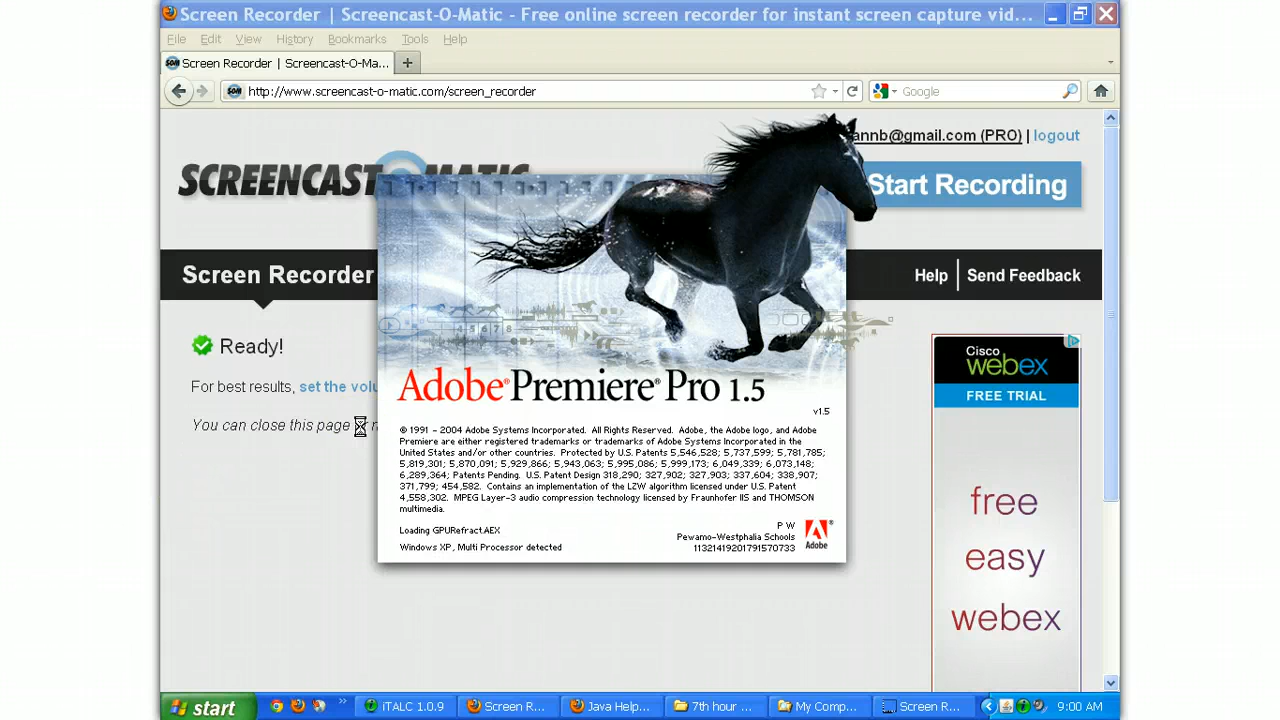 Screen Recorder | Screencast-O-Matic - Free online screen recorder for instant screen capture vid...
File Edit View History Bookmarks Tools Help
Screen Recorder | Screencast-O-Ma...
http://www.screencast-o-matic.com/screen_recorder Google
annb@gmail.com (PRO) | logout
SCREENCAST-O-MATIC
Start Recording
Screen Recorder Help Send Feedback
Ready!
For best results, set the volu
You can close this page
Adobe® Premiere® Pro 1.5
v1.5
© 1991 - 2004 Adobe Systems Incorporated. All Rights Reserved. Adobe, the Adobe logo, and Adobe
Premiere are either registered trademarks or trademarks of Adobe Systems Incorporated in the
United States and/or other countries. Protected by U.S. Patents 5,546,528; 5,737,599; 5,781,785;
5,819,301; 5,870,091; 5,929,866; 5,943,063; 5,995,086; 5,999,173; 6,049,339; 6,073,148;
6,289,364; Patents Pending. U.S. Patent Design 318,290; 327,902; 327,903; 337,604; 338,907;
371,799; 454,582. Contains an implementation of the LZW algorithm licensed under U.S. Patent
4,558,302. MPEG Layer-3 audio compression technology licensed by Fraunhofer IIS and THOMSON
multimedia.
Loading GPURefract.AEX
Windows XP, Multi Processor detected
P W
Pewamo-Westphalia Schools
1132141920179157​0733
Adobe
Cisco
webex
FREE TRIAL
free
easy
webex
start iTALC 1.0.9 Screen R... Java Help... 7th hour ... My Comp... Screen R... 9:00 AM